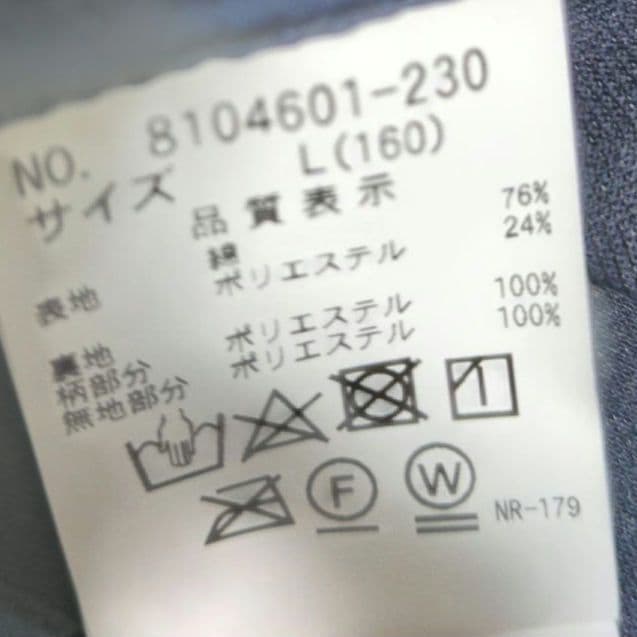 NO. 8104601-230
サイズ L(160)
品質表示
表地 綿 76%
ポリエステル 24%
裏地
柄部分 ポリエステル 100%
無地部分 ポリエステル 100%
F W NR-179